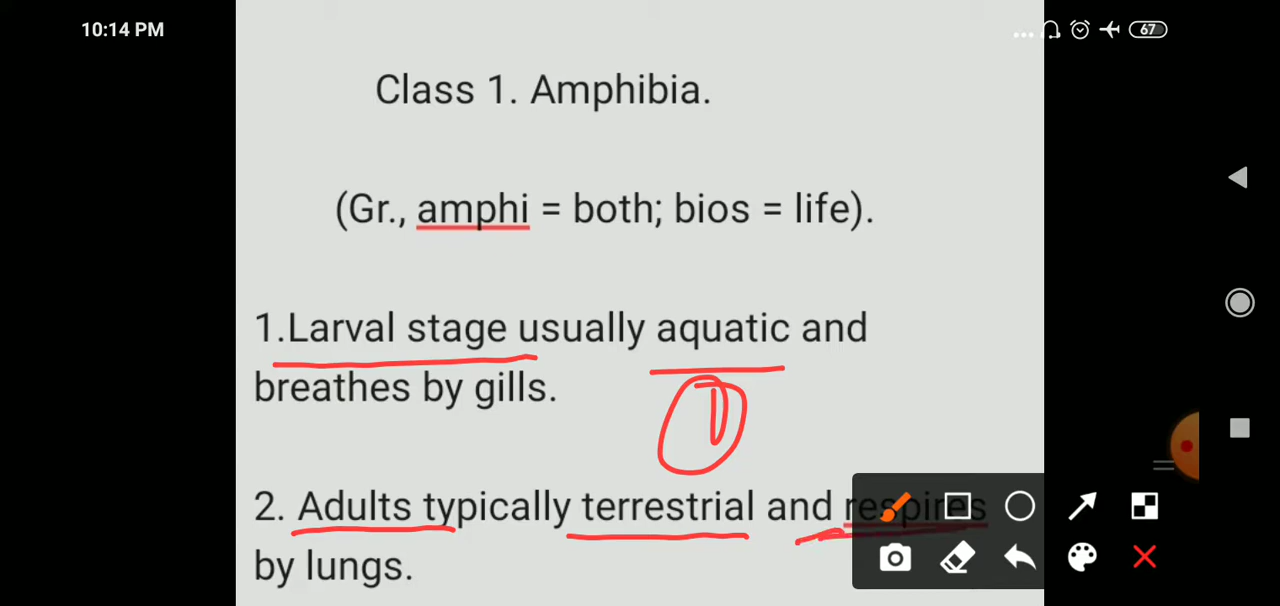 10:14 PM
67
Class 1. Amphibia.
(Gr., amphi = both; bios = life).
1.Larval stage usually aquatic and
breathes by gills.
2. Adults typically terrestrial and respires
by lungs.